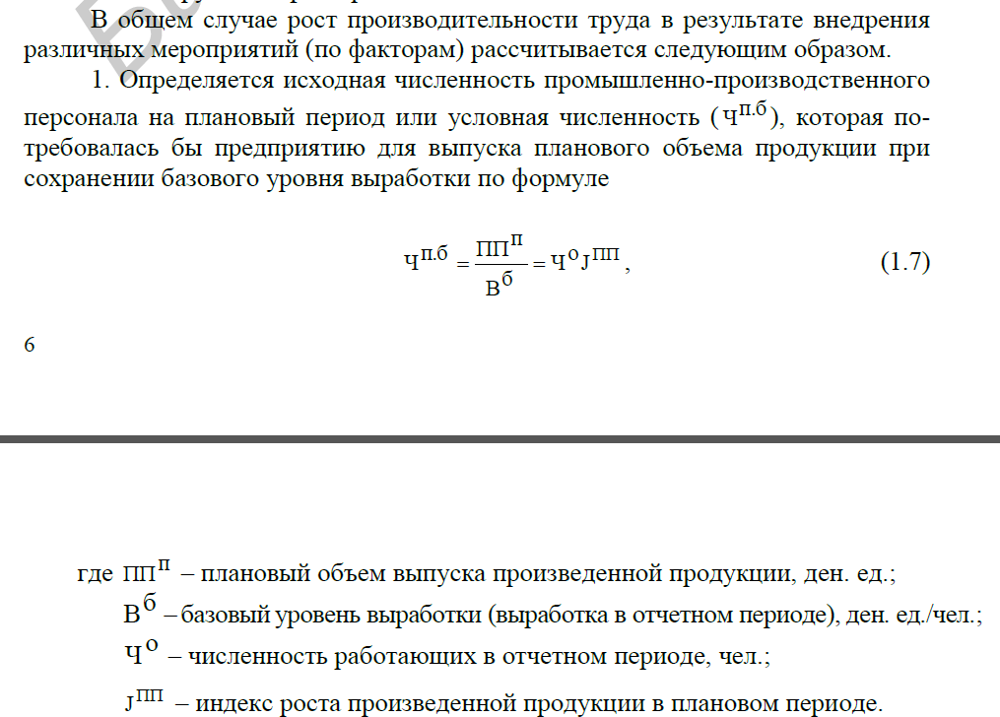 В общем случае рост производительности труда в результате внедрения
различных мероприятий (по факторам) рассчитывается следующим образом.
1. Определяется исходная численность промышленно-производственного
персонала на плановый период или условная численность (Ч^п.б), которая по-
требовалась бы предприятию для выпуска планового объема продукции при
сохранении базового уровня выработки по формуле
Ч^п.б = ПП^п / В^б = Ч^о J^ПП , (1.7)
6
где ПП^п – плановый объем выпуска произведенной продукции, ден. ед.;
В^б – базовый уровень выработки (выработка в отчетном периоде), ден. ед./чел.;
Ч^о – численность работающих в отчетном периоде, чел.;
J^ПП – индекс роста произведенной продукции в плановом периоде.